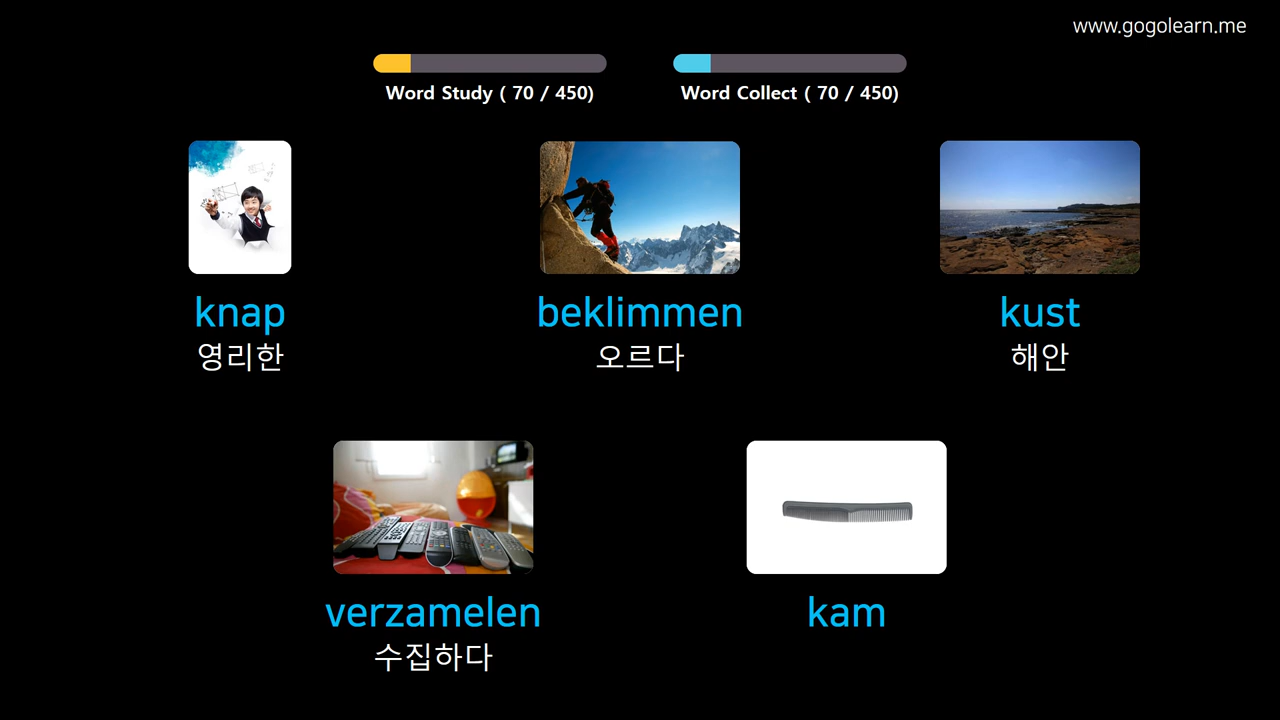 www.gogolearn.me
Word Study ( 70 / 450)
Word Collect ( 70 / 450)
knap
영리한
beklimmen
오르다
kust
해안
verzamelen
수집하다
kam